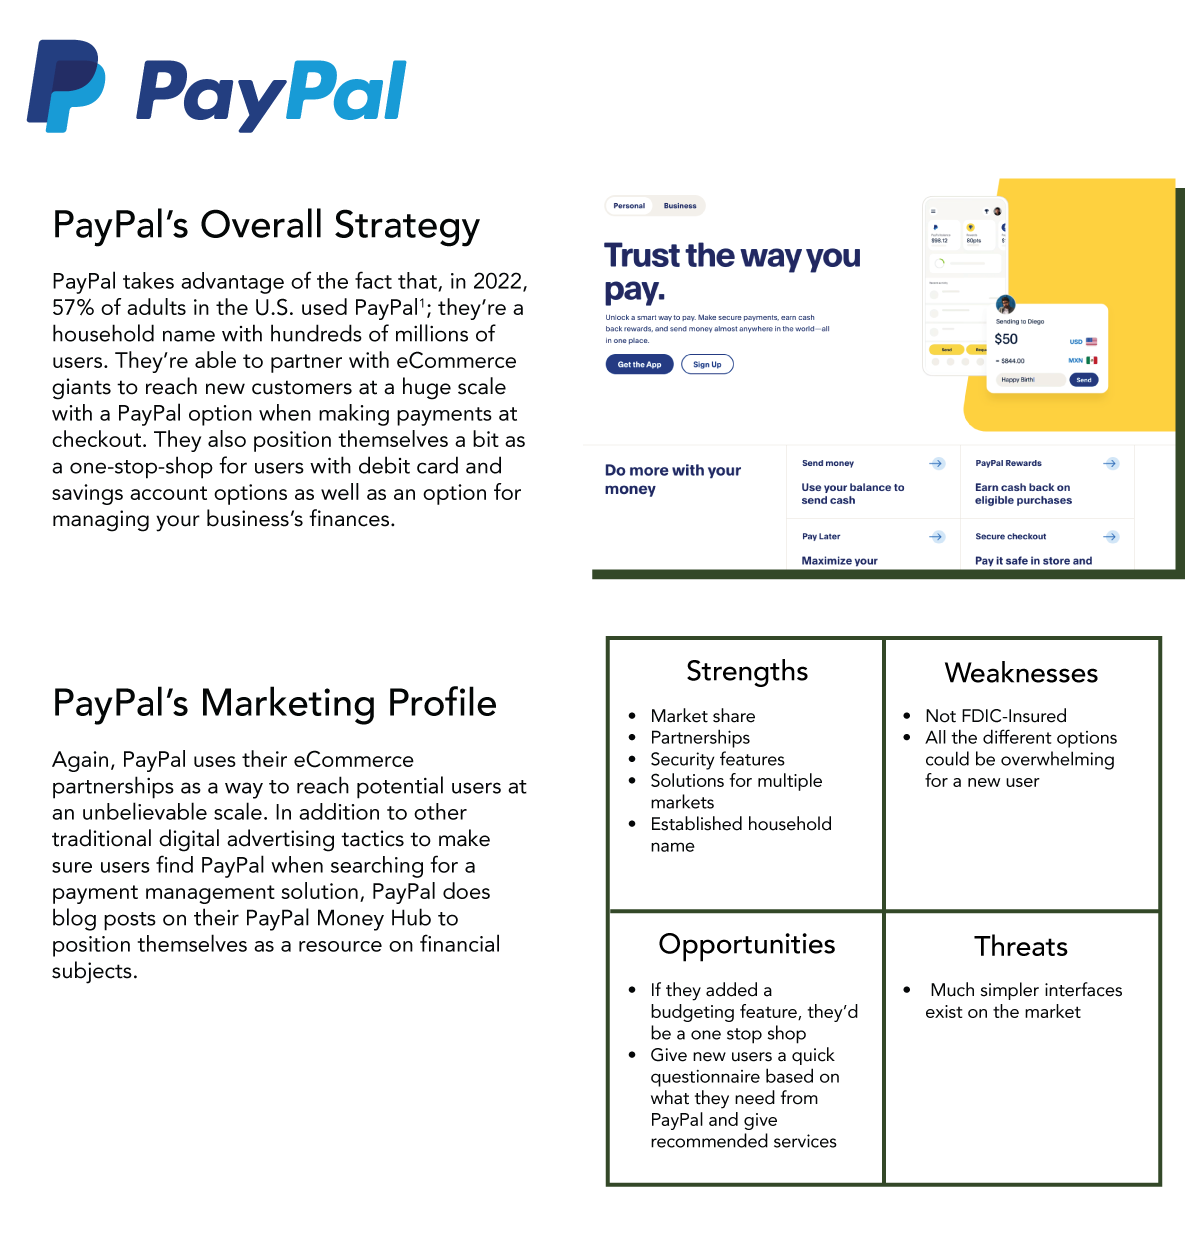 PayPal
PayPal's Overall Strategy
PayPal takes advantage of the fact that, in 2022,
57% of adults in the U.S. used PayPal¹; they're a
household name with hundreds of millions of
users. They're able to partner with eCommerce
giants to reach new customers at a huge scale
with a PayPal option when making payments at
checkout. They also position themselves a bit as
a one-stop-shop for users with debit card and
savings account options as well as an option for
managing your business's finances.
Personal Business
Trust the way you
pay.
Unlock a smart way to pay. Make secure payments, earn cash
back rewards, and send money almost anywhere in the world—all
in one place.
Get the App Sign Up
$98.12
80pts
Send
Sending to Diego
$50 USD
= $844.00 MXN
Happy Birth! Send
Do more with your
money
Send money
Use your balance to
send cash
PayPal Rewards
Earn cash back on
eligible purchases
Pay Later
Maximize your
Secure checkout
Pay it safe in store and
PayPal's Marketing Profile
Again, PayPal uses their eCommerce
partnerships as a way to reach potential users at
an unbelievable scale. In addition to other
traditional digital advertising tactics to make
sure users find PayPal when searching for a
payment management solution, PayPal does
blog posts on their PayPal Money Hub to
position themselves as a resource on financial
subjects.
Strengths
• Market share
• Partnerships
• Security features
• Solutions for multiple
markets
• Established household
name
Weaknesses
• Not FDIC-Insured
• All the different options
could be overwhelming
for a new user
Opportunities
• If they added a
budgeting feature, they'd
be a one stop shop
• Give new users a quick
questionnaire based on
what they need from
PayPal and give
recommended services
Threats
• Much simpler interfaces
exist on the market